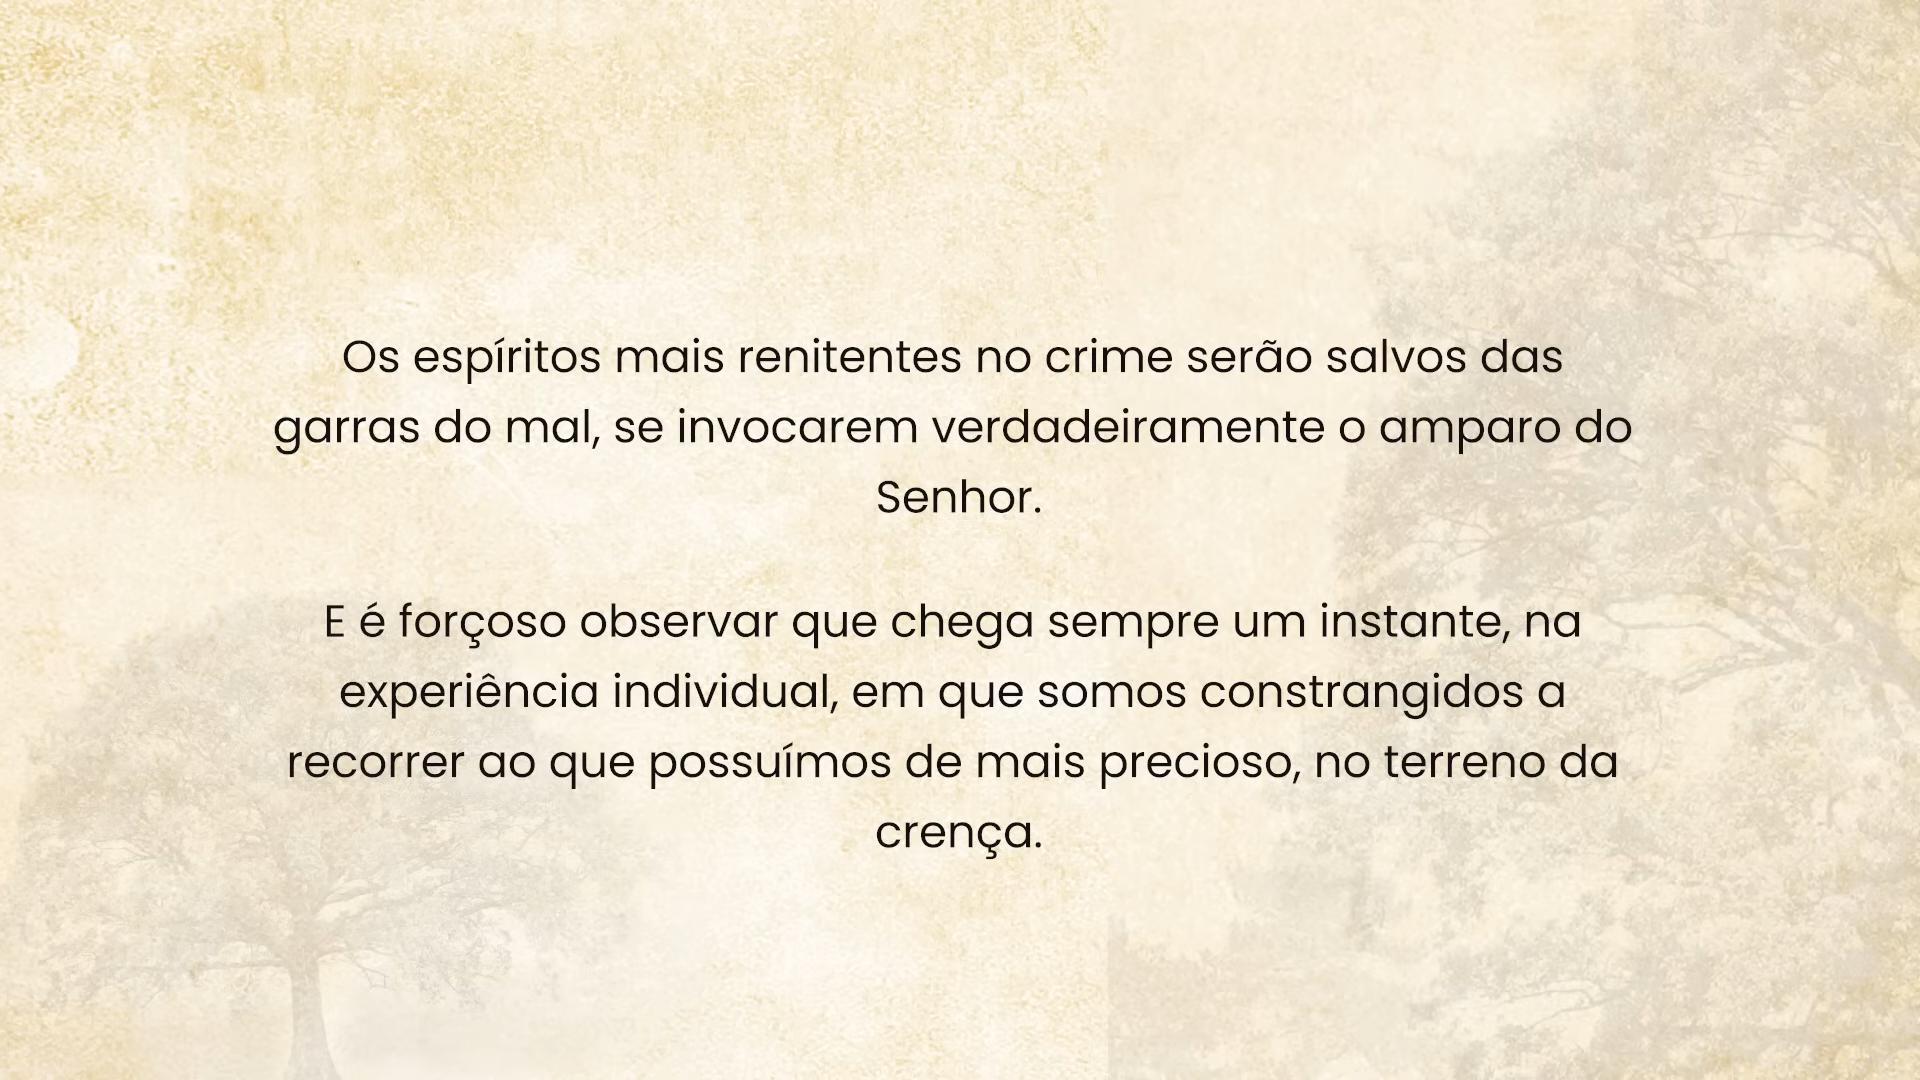 Os espíritos mais renitentes no crime serão salvos das
garras do mal, se invocarem verdadeiramente o amparo do
Senhor.
E é forçoso observar que chega sempre um instante, na
experiência individual, em que somos constrangidos a
recorrer ao que possuímos de mais precioso, no terreno da
crença.